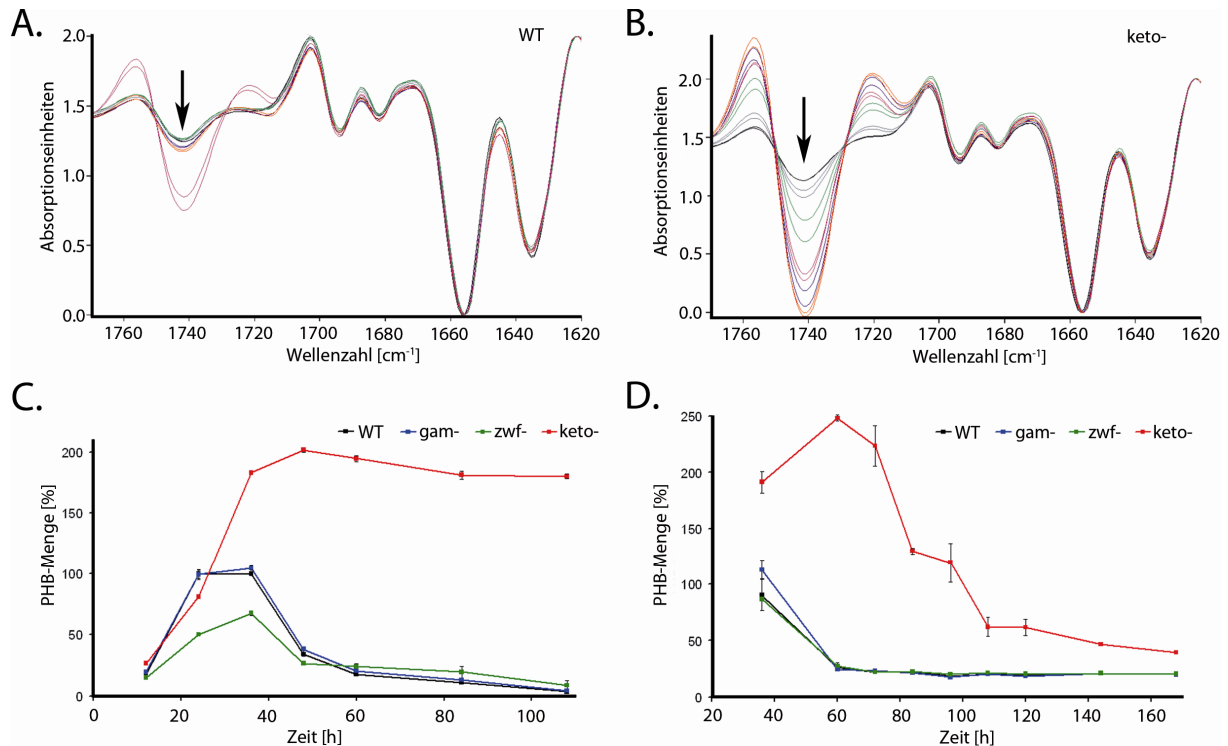 A.
WT
2.0
1.5
1.0
0.5
0.0
Absorptionseinheiten
1760 1740 1720 1700 1680 1660 1640
Wellenzahl [cm⁻¹]
B.
keto-
2.0
1.5
1.0
0.5
0.0
Absorptionseinheiten
1760 1740 1720 1700 1680 1660 1640 1620
Wellenzahl [cm⁻¹]
C.
WT gam- zwf- keto-
200
150
100
50
0
PHB-Menge [%]
0 20 40 60 80 100
Zeit [h]
D.
WT gam- zwf- keto-
250
200
150
100
50
0
PHB-Menge [%]
20 40 60 80 100 120 140 160
Zeit [h]